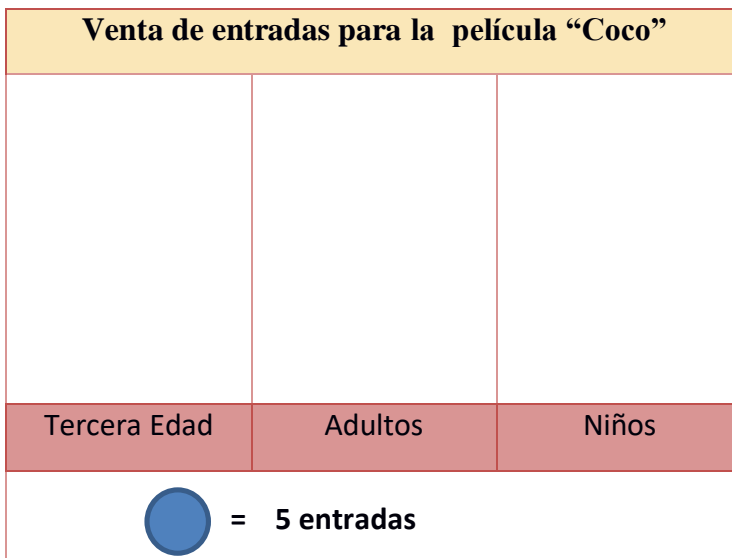 Venta de entradas para la película “Coco”
Tercera Edad Adultos Niños
= 5 entradas